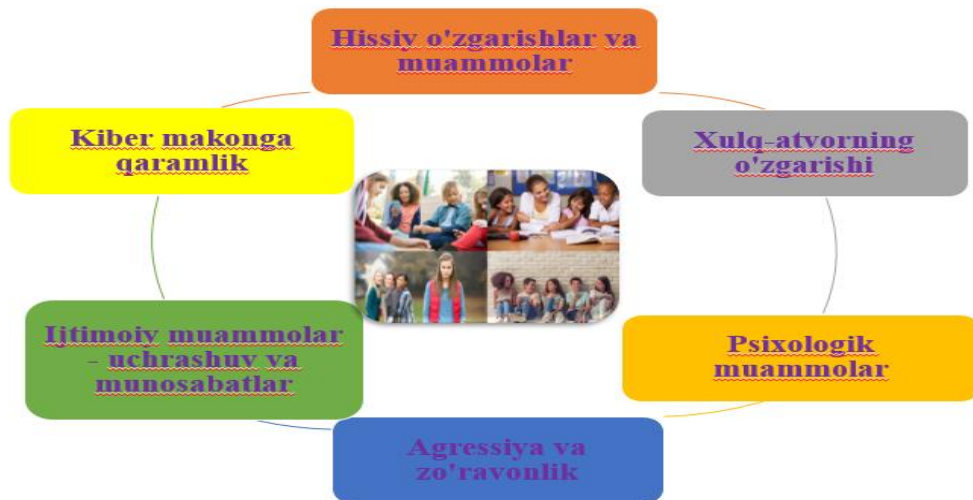 Hissiy o'zgarishlar va
muammolar
Xulq-atvorning
o'zgarishi
Psixologik
muammolar
Agressiya va
zo'ravonlik
Ijtimoiy muammolar
- uchrashuv va
munosabatlar
Kiber makonga
qaramlik